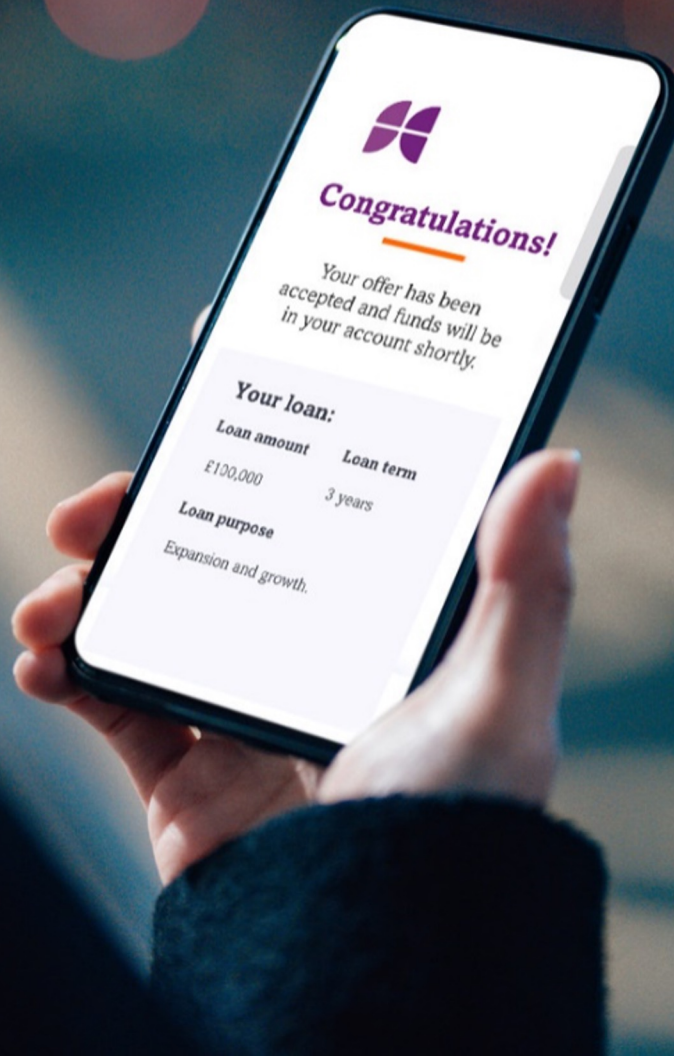 Congratulations!
Your offer has been
accepted and funds will be
in your account shortly.
Your loan:
Loan amount
Loan term
£100,000
3 years
Loan purpose
Expansion and growth.